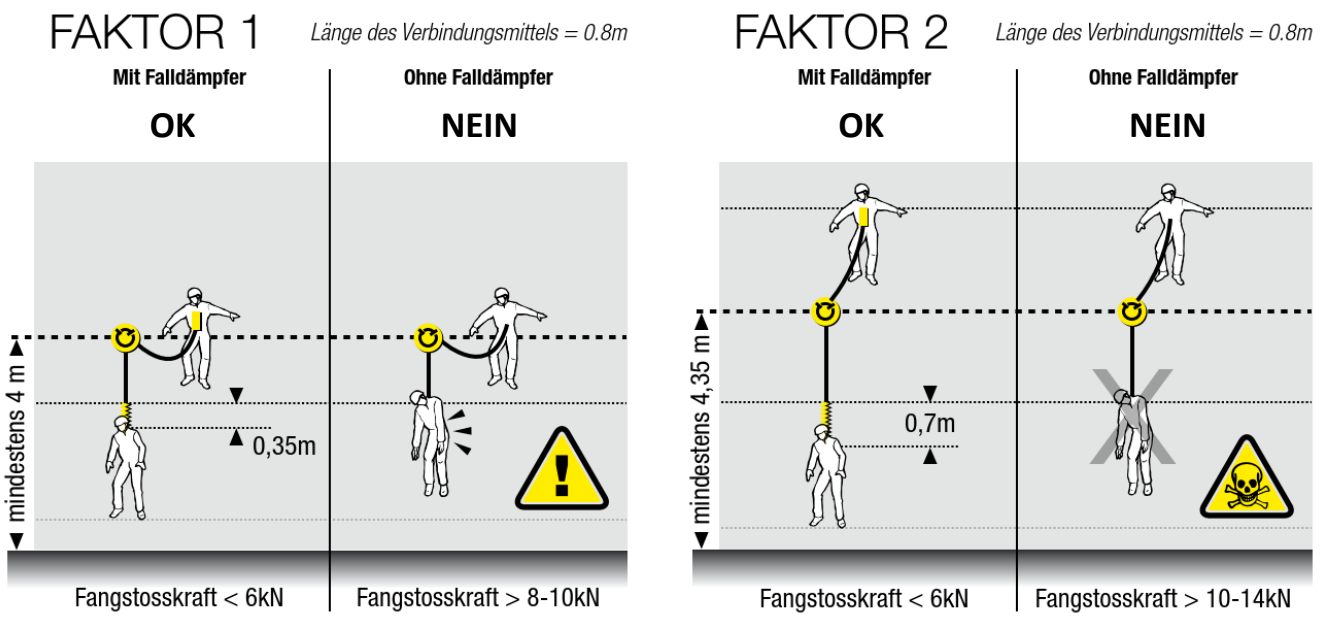 FAKTOR 1
Länge des Verbindungsmittels = 0.8m
Mit Falldämpfer
Ohne Falldämpfer
OK
NEIN
mindestens 4 m
0,35m
!
Fangstosskraft < 6kN
Fangstosskraft > 8-10kN
FAKTOR 2
Länge des Verbindungsmittels = 0.8m
Mit Falldämpfer
Ohne Falldämpfer
OK
NEIN
mindestens 4,35 m
0,7m
Fangstosskraft < 6kN
Fangstosskraft > 10-14kN